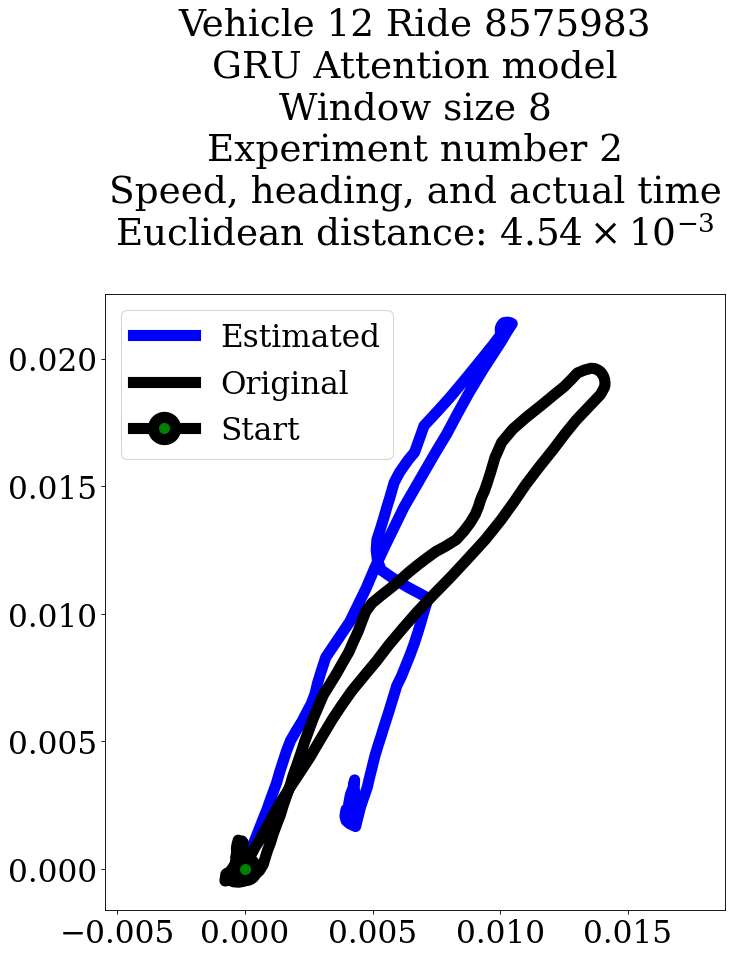 Vehicle 12 Ride 8575983
GRU Attention model
Window size 8
Experiment number 2
Speed, heading, and actual time
Euclidean distance: 4.54 × 10⁻³
Estimated
Original
Start
0.020
0.015
0.010
0.005
0.000
−0.005 0.000 0.005 0.010 0.015